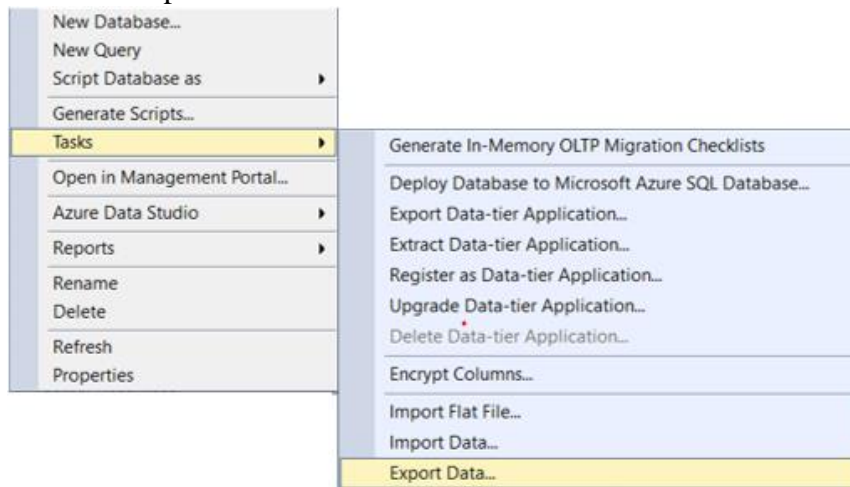 New Database...
New Query
Script Database as
Generate Scripts...
Tasks
Open in Management Portal...
Azure Data Studio
Reports
Rename
Delete
Refresh
Properties
Generate In-Memory OLTP Migration Checklists
Deploy Database to Microsoft Azure SQL Database...
Export Data-tier Application...
Extract Data-tier Application...
Register as Data-tier Application...
Upgrade Data-tier Application...
Delete Data-tier Application...
Encrypt Columns...
Import Flat File...
Import Data...
Export Data...